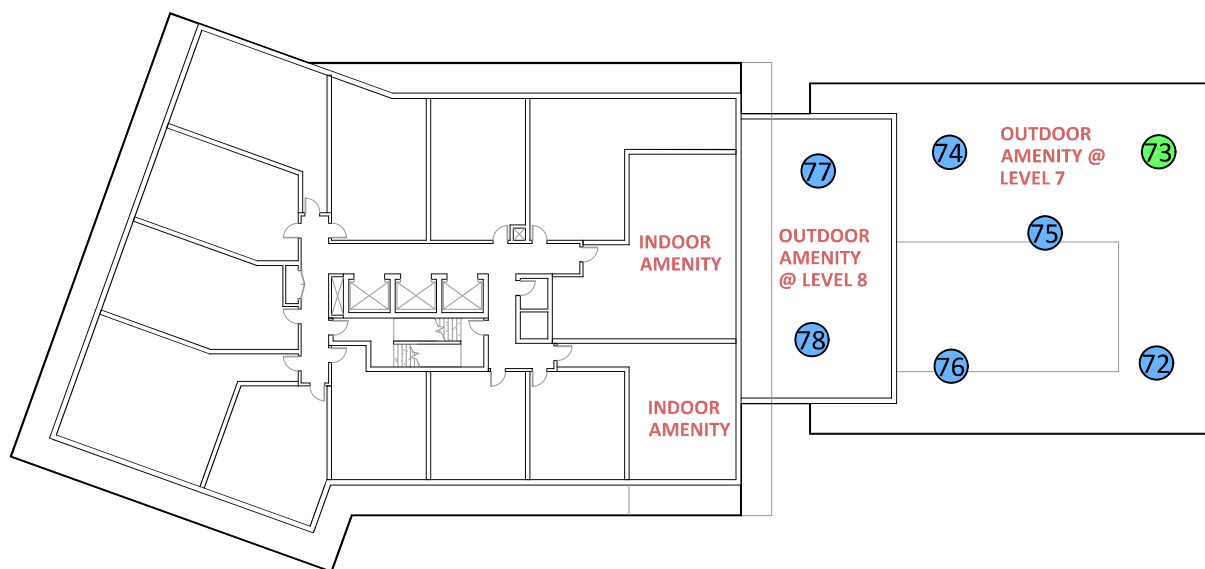 74
OUTDOOR
AMENITY @
LEVEL 7
73
77
75
INDOOR
AMENITY
OUTDOOR
AMENITY
@ LEVEL 8
78
76
72
INDOOR
AMENITY